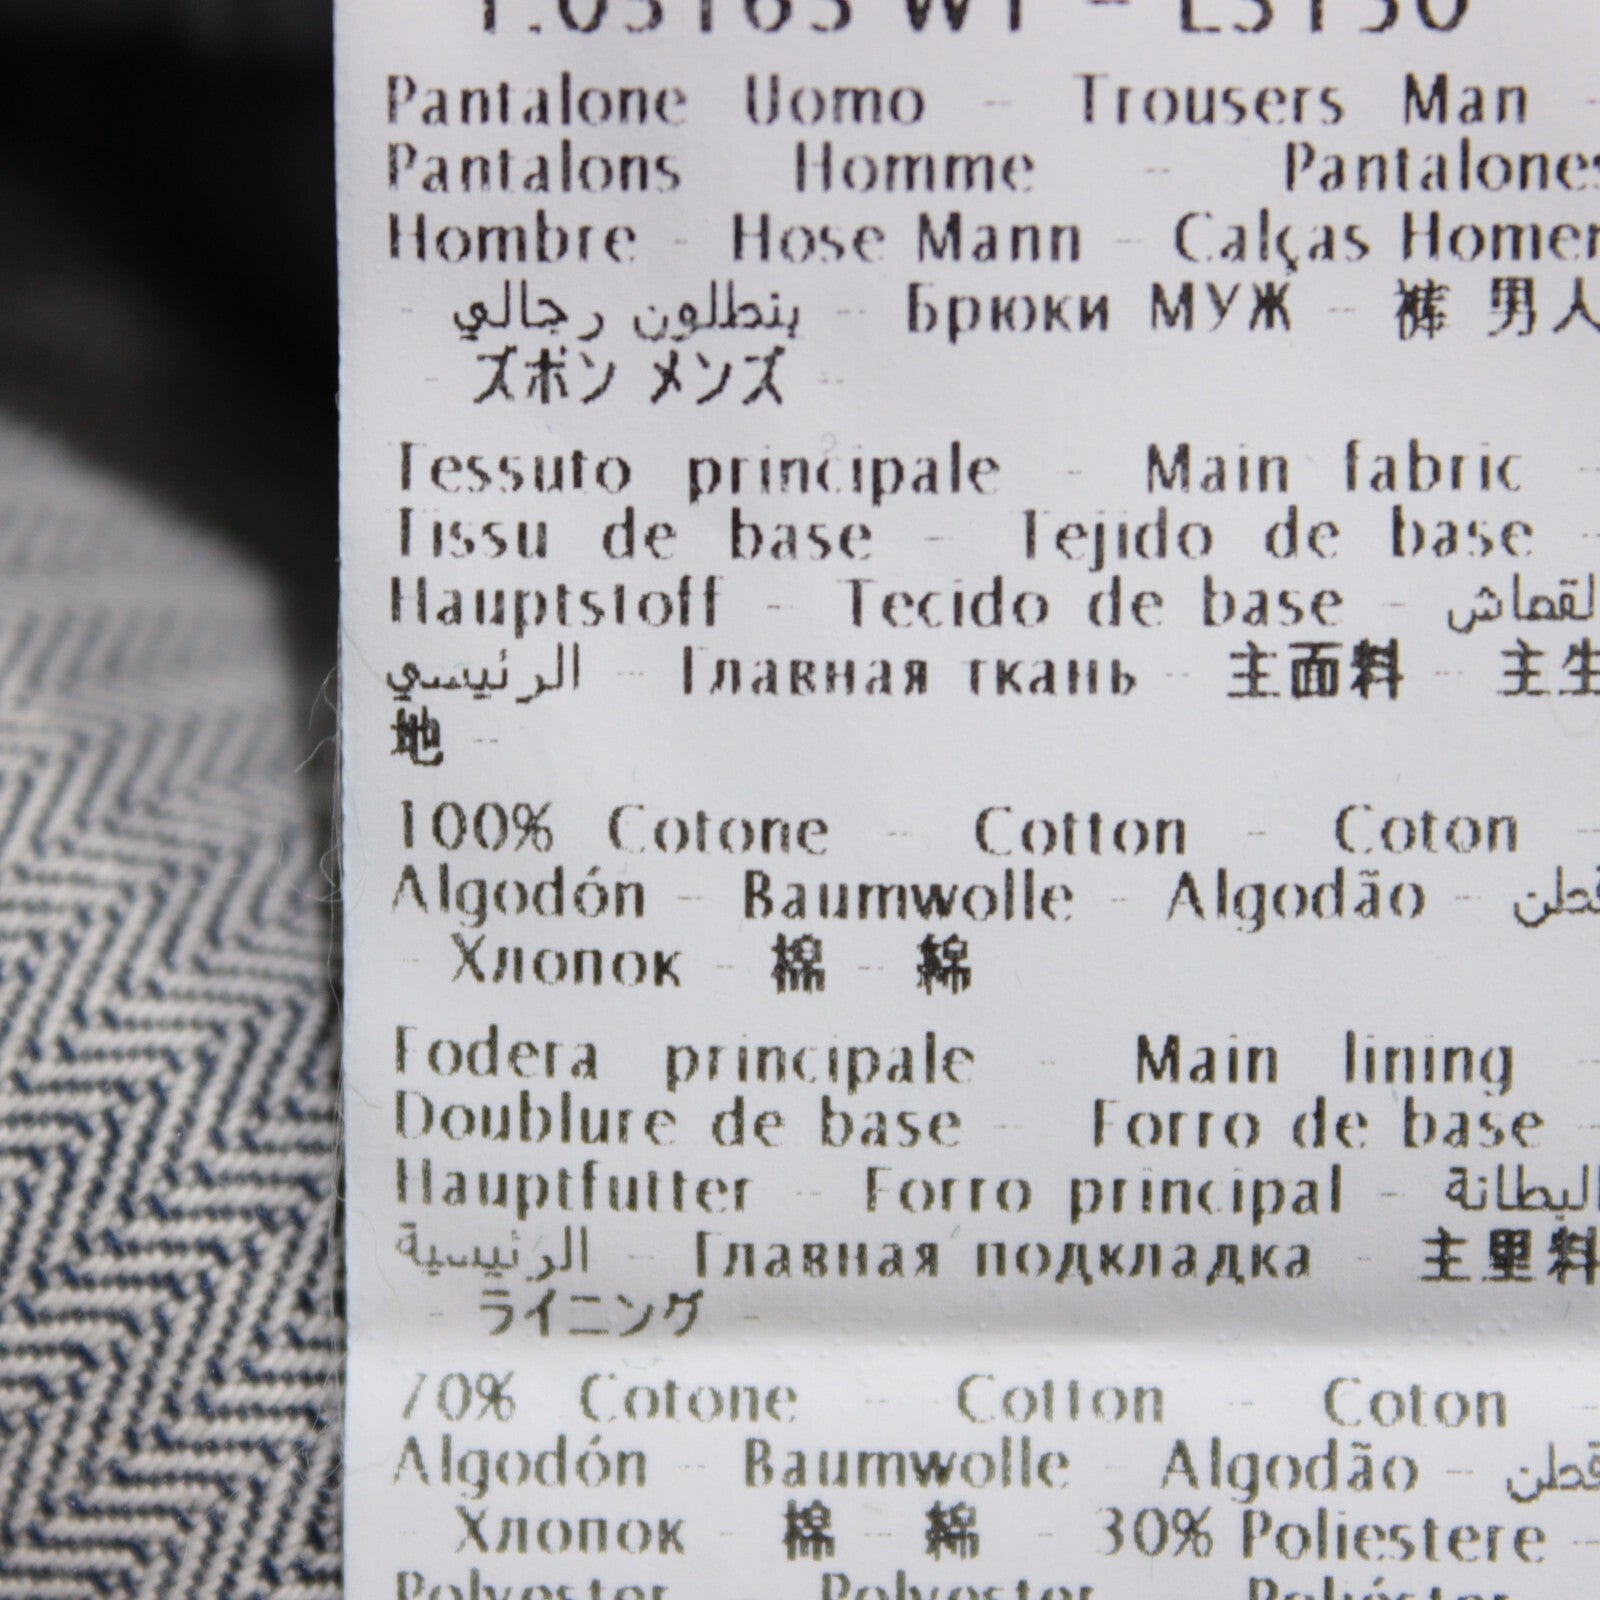 Pantalone Uomo - Trousers Man -
Pantalons Homme - Pantalones
Hombre - Hose Mann - Calças Homem
- بنطلون رجالي - Брюки МУЖ - 裤 男人
- ズボン メンズ -
Tessuto principale - Main fabric -
Tissu de base - Tejido de base -
Hauptstoff - Tecido de base - القماش
الرئيسي - Главная ткань - 主面料 - 主生
地 -
100% Cotone - Cotton - Coton -
Algodón - Baumwolle - Algodão - قطن
- Хлопок - 棉 - 綿
Fodera principale - Main lining -
Doublure de base - Forro de base -
Hauptfutter - Forro principal - البطانة
الرئيسية - Главная подкладка - 主里料
- ライニング -
70% Cotone - Cotton - Coton -
Algodón - Baumwolle - Algodão - قطن
- Хлопок - 棉 - 綿 - 30% Poliestere -
Polyester - Polyester - Poliéster